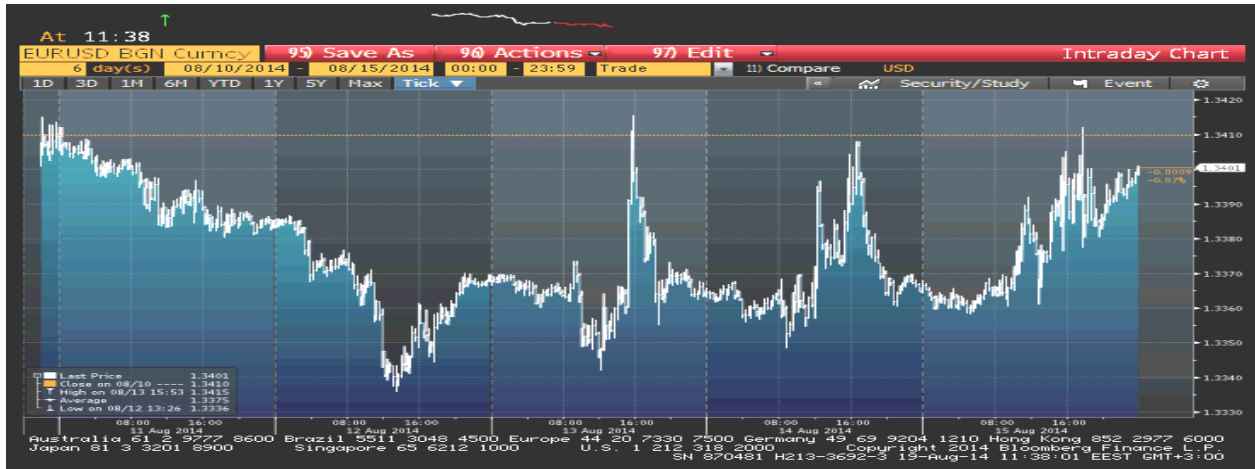 At 11:38
EURUSD BGN Curncy 95) Save As 96) Actions 97) Edit Intraday Chart
6 day(s) 08/10/2014 - 08/15/2014 00:00 - 23:59 Trade 11) Compare USD
1D 3D 1M 6M YTD 1Y 5Y Max Tick ▼ « Security/Study Event
1.3420
1.3410
1.3401
-0.0009
-0.07%
1.3390
1.3380
1.3370
1.3360
1.3350
1.3340
1.3330
Last Price 1.3401
Close on 08/10 ---- 1.3410
High on 08/13 15:53 1.3415
Average 1.3375
Low on 08/12 13:26 1.3336
08:00 16:00 08:00 16:00 08:00 16:00 08:00 16:00 08:00 16:00
11 Aug 2014 12 Aug 2014 13 Aug 2014 14 Aug 2014 15 Aug 2014
Australia 61 2 9777 8600 Brazil 5511 3048 4500 Europe 44 20 7330 7500 Germany 49 69 9204 1210 Hong Kong 852 2977 6000
Japan 81 3 3201 8900 Singapore 65 6212 1000 U.S. 1 212 318 2000 Copyright 2014 Bloomberg Finance L.P.
SN 870481 H213-3692-3 19-Aug-14 11:38:01 EEST GMT+3:00